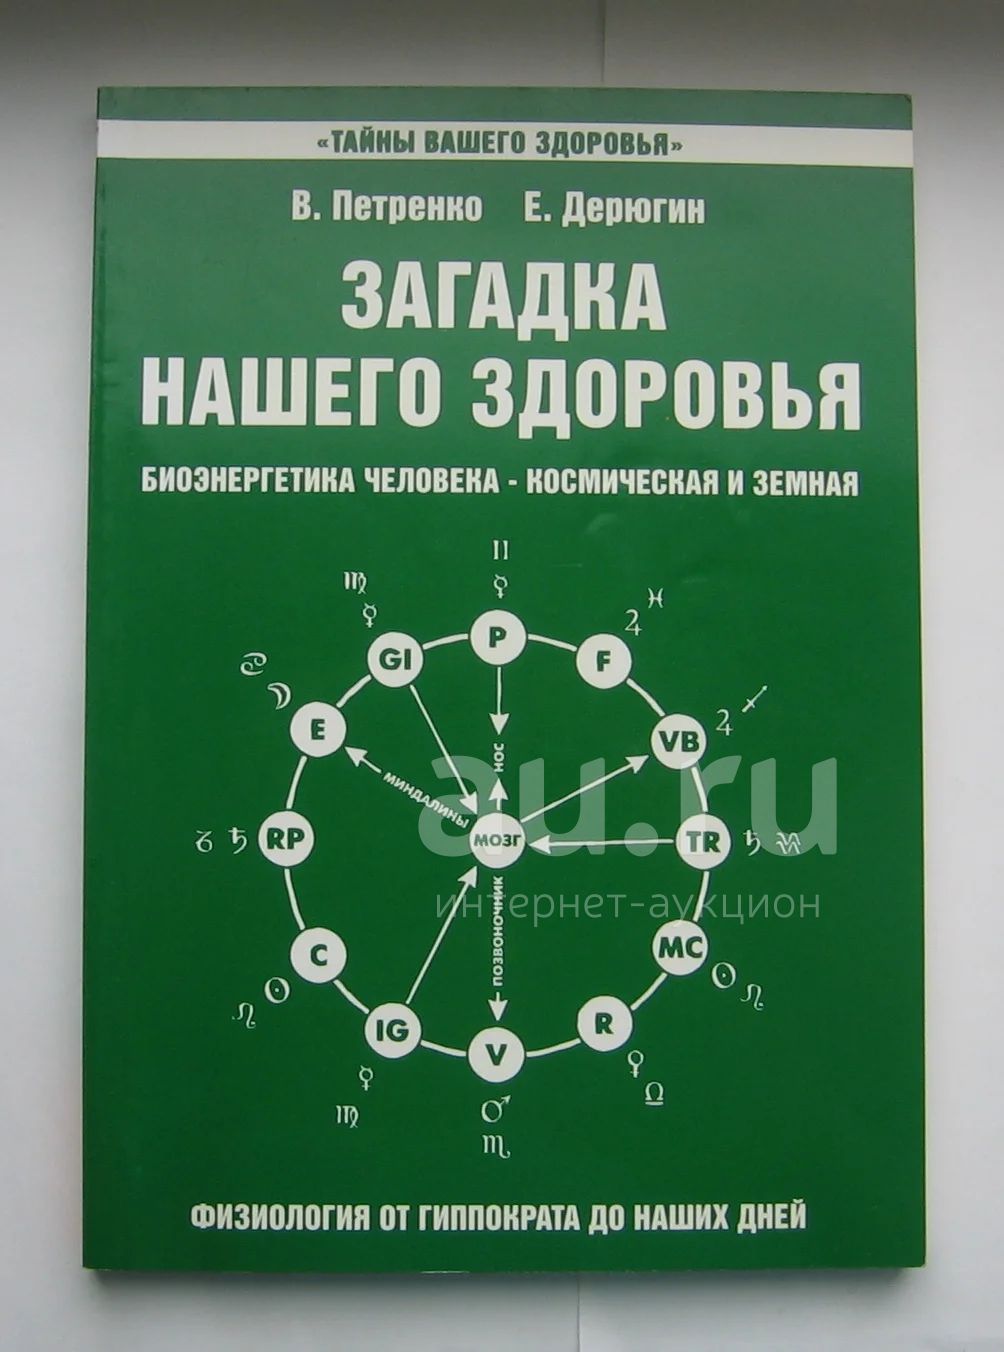 «ТАЙНЫ ВАШЕГО ЗДОРОВЬЯ»
В. Петренко Е. Дерюгин
ЗАГАДКА
НАШЕГО ЗДОРОВЬЯ
БИОЭНЕРГЕТИКА ЧЕЛОВЕКА - КОСМИЧЕСКАЯ И ЗЕМНАЯ
P
GI
F
E
VB
НОС
МИНДАЛИНЫ
RP
МОЗГ
TR
au.ru
интернет-аукцион
ПОЗВОНОЧНИК
C
MC
IG
R
V
ФИЗИОЛОГИЯ ОТ ГИППОКРАТА ДО НАШИХ ДНЕЙ